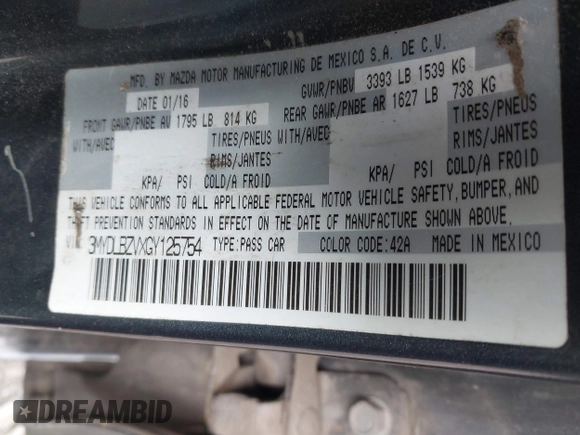 MFD. BY MAZDA MOTOR MANUFACTURING DE MEXICO S.A. DE C.V.
DATE 01/16 GVWR/PNBV 3393 LB 1539 KG
FRONT GAWR/PNBE AV 1795 LB 814 KG REAR GAWR/PNBE AR 1627 LB 738 KG
WITH/AVEC TIRES/PNEUS WITH/AVEC TIRES/PNEUS
RIMS/JANTES RIMS/JANTES
KPA/ PSI COLD/A FROID KPA/ PSI COLD/A FROID
THIS VEHICLE CONFORMS TO ALL APPLICABLE FEDERAL MOTOR VEHICLE SAFETY, BUMPER, AND
THEFT PREVENTION STANDARDS IN EFFECT ON THE DATE OF MANUFACTURE SHOWN ABOVE.
3MYDLBZVXGY125754 TYPE:PASS CAR COLOR CODE:42A MADE IN MEXICO
DREAMBID